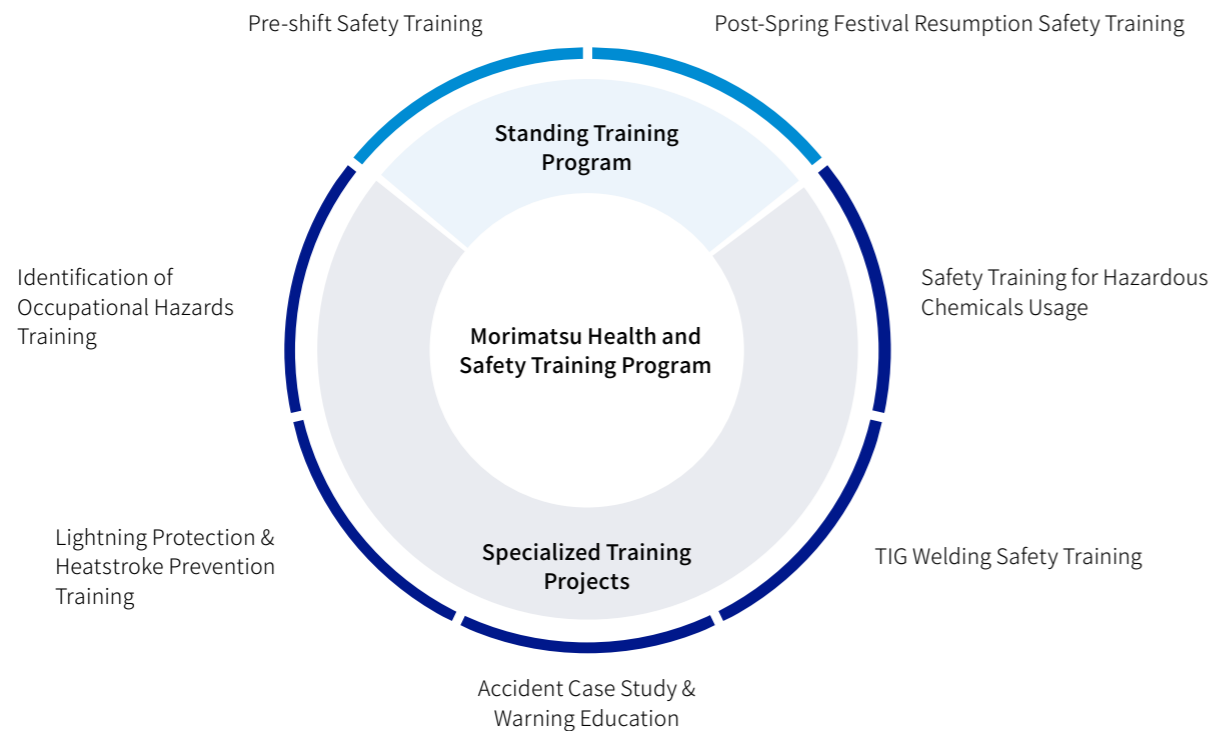 Pre-shift Safety Training
Post-Spring Festival Resumption Safety Training
Standing Training
Program
Identification of
Occupational Hazards
Training
Safety Training for Hazardous
Chemicals Usage
Morimatsu Health and
Safety Training Program
Lightning Protection &
Heatstroke Prevention
Training
Specialized Training
Projects
TIG Welding Safety Training
Accident Case Study &
Warning Education